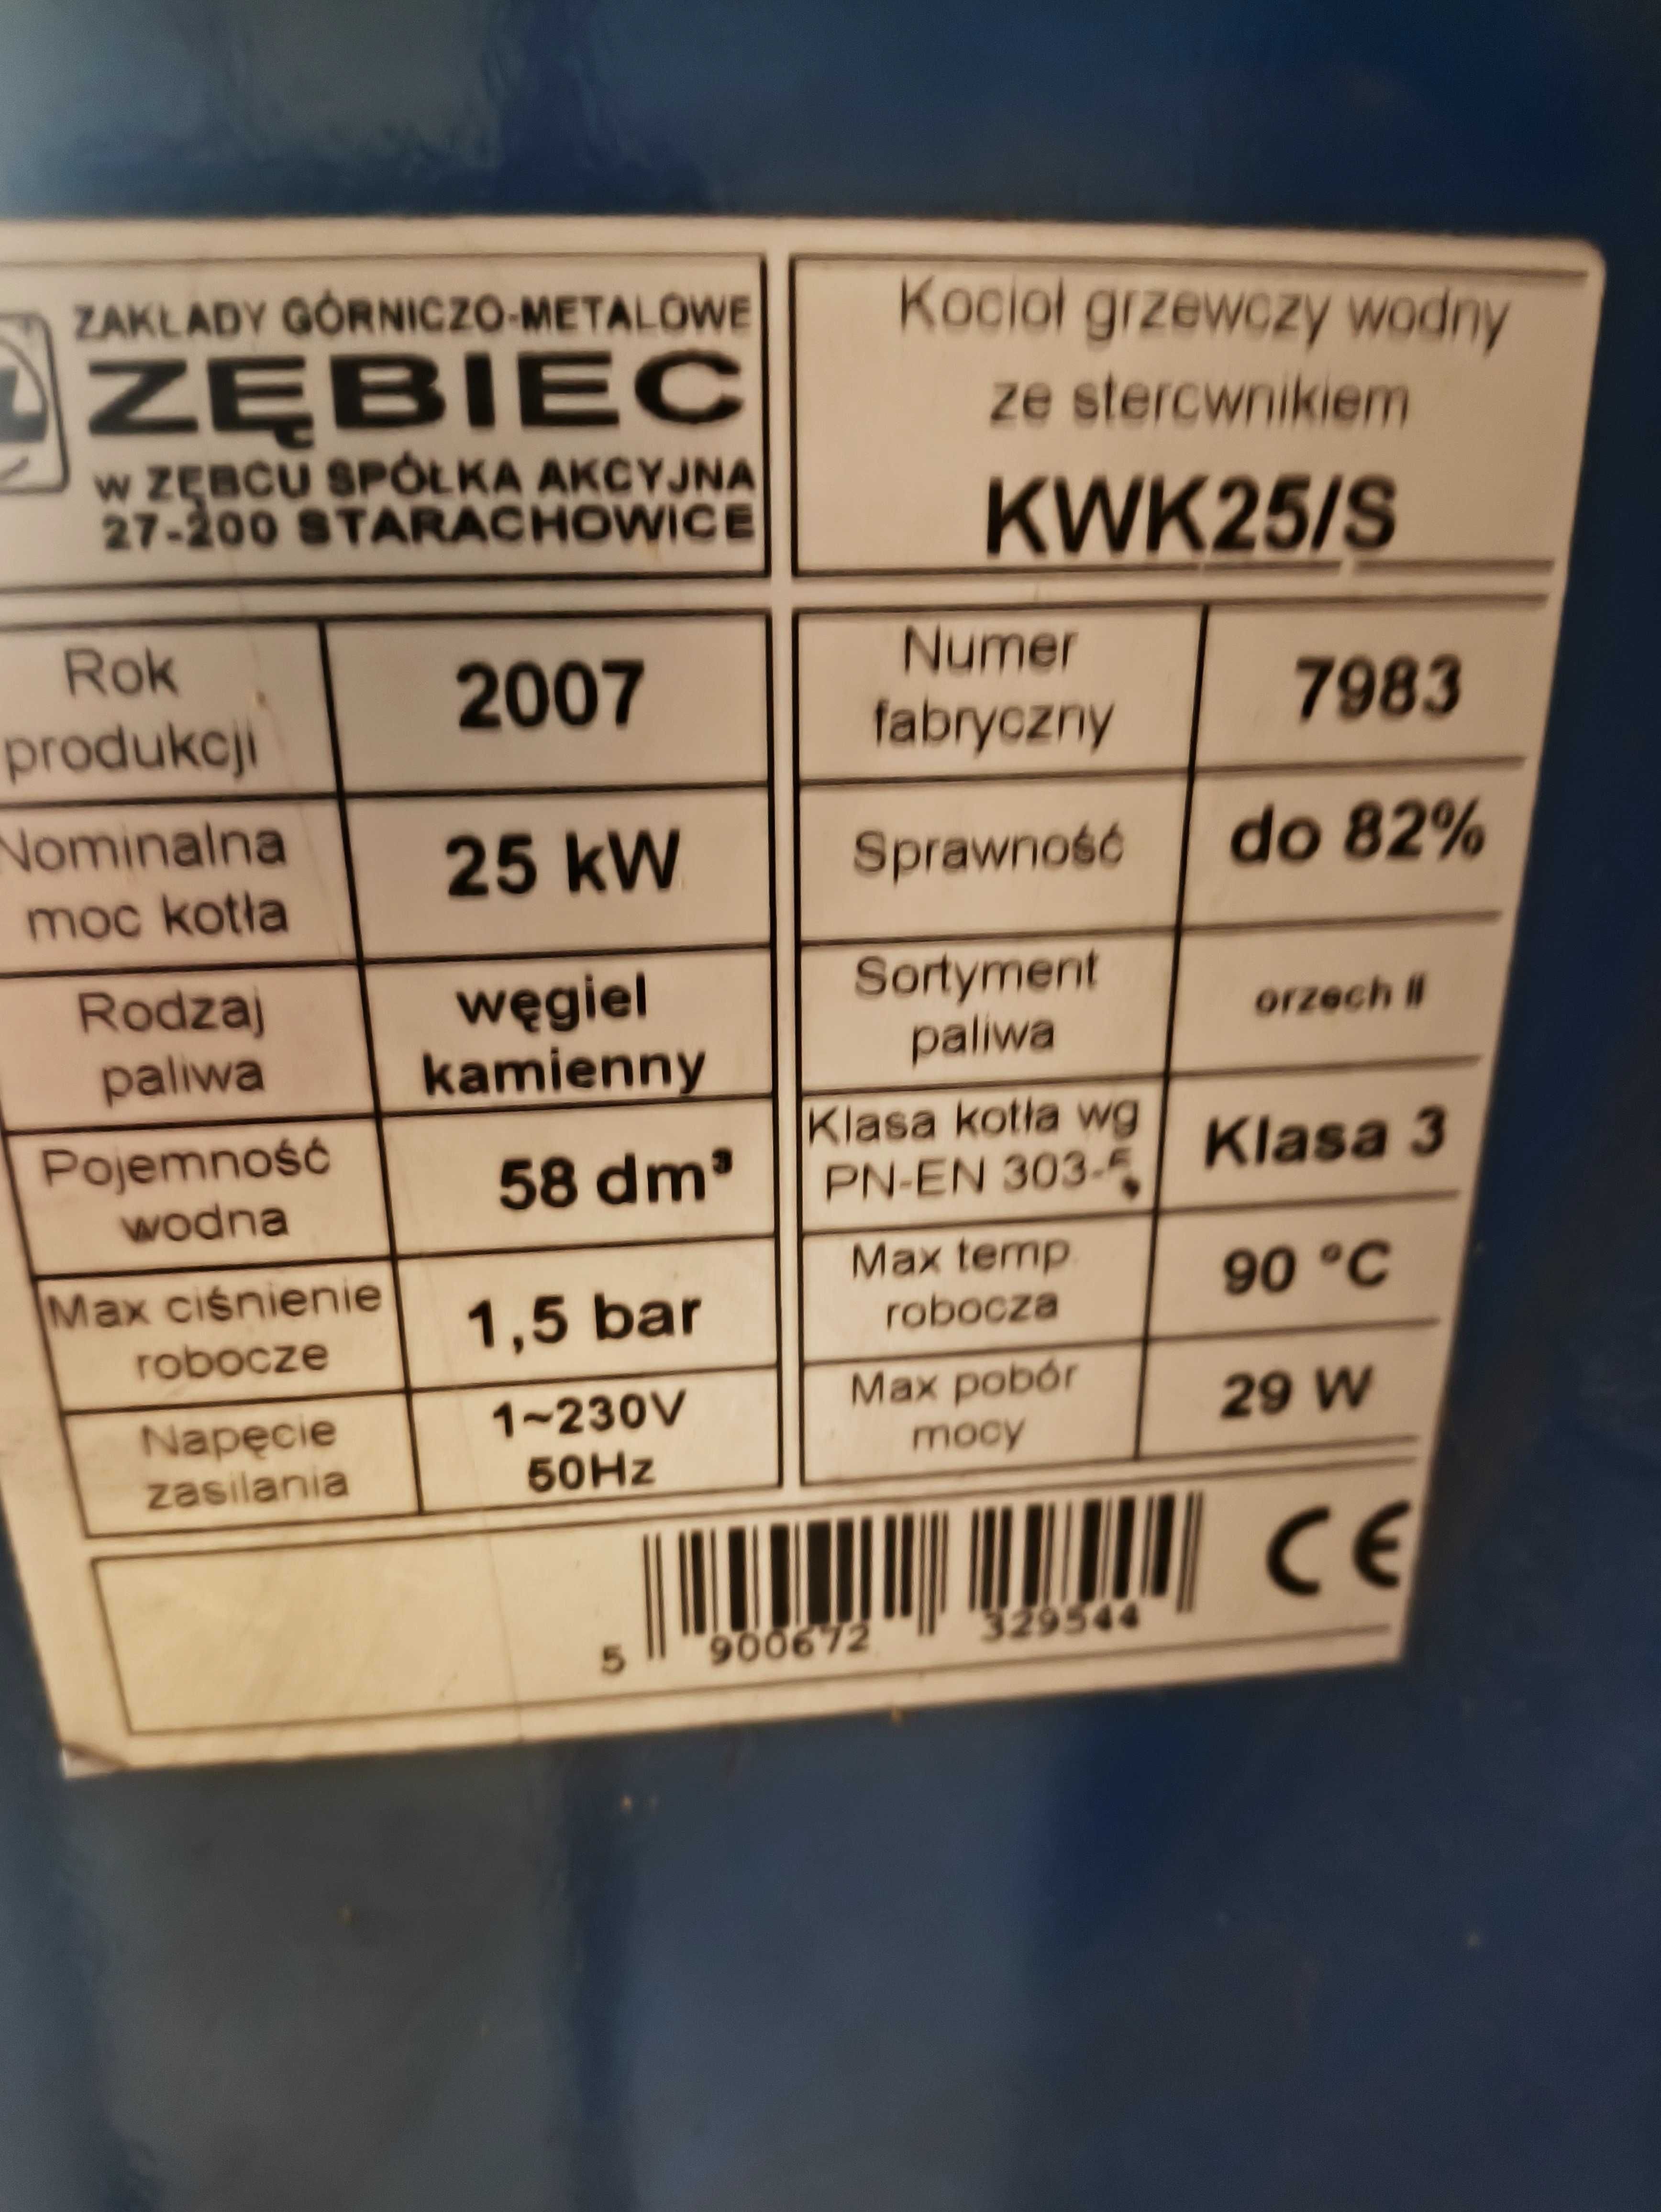 ZAKŁADY GÓRNICZO-METALOWE
ZĘBIEC
w ZĘBCU SPÓŁKA AKCYJNA
27-200 STARACHOWICE
Kocioł grzewczy wodny
ze sterownikiem
KWK25/S
Rok
produkcji
2007
Numer
fabryczny
7983
Nominalna
moc kotła
25 kW
Sprawność
do 82%
Rodzaj
paliwa
węgiel
kamienny
Sortyment
paliwa
orzech II
Pojemność
wodna
58 dm³
Klasa kotła wg
PN-EN 303-5
Klasa 3
Max ciśnienie
robocze
1,5 bar
Max temp
robocza
90 °C
Napęcie
zasilania
1~230V
50Hz
Max pobór
mocy
29 W
5 900672 329544
CE